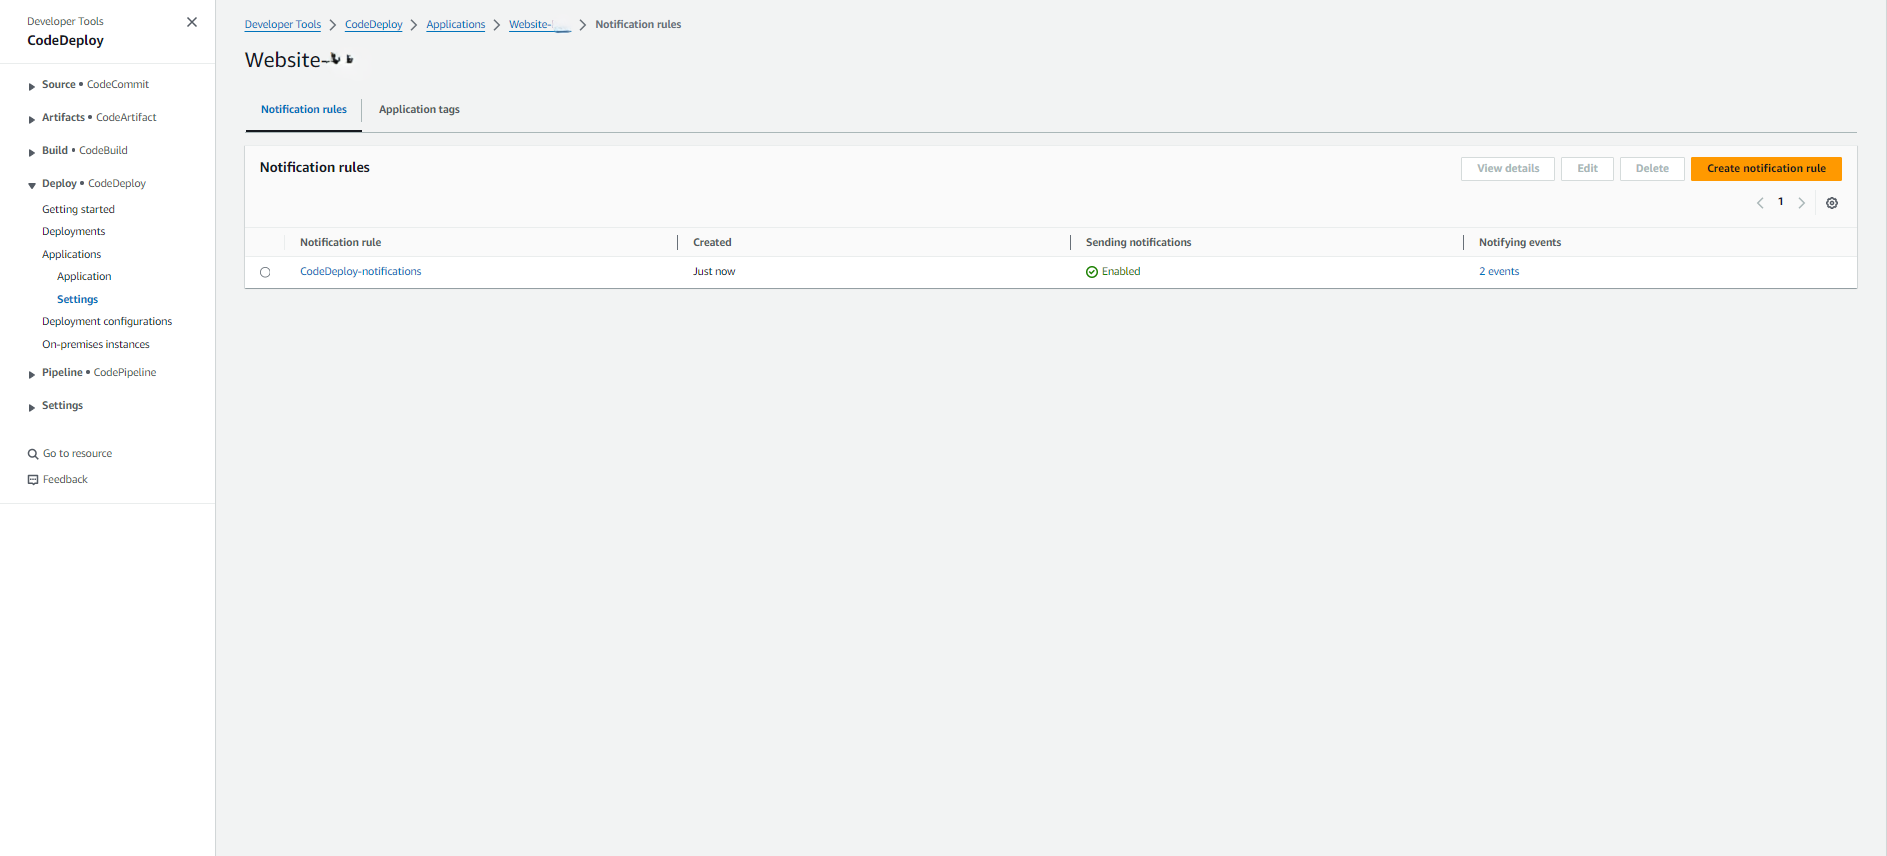 Developer Tools
CodeDeploy
Source • CodeCommit
Artifacts • CodeArtifact
Build • CodeBuild
Deploy • CodeDeploy
Getting started
Deployments
Applications
Application
Settings
Deployment configurations
On-premises instances
Pipeline • CodePipeline
Settings
Go to resource
Feedback
Developer Tools > CodeDeploy > Applications > Website- > Notification rules
Website-
Notification rules Application tags
Notification rules View details Edit Delete Create notification rule
1
Notification rule Created Sending notifications Notifying events
CodeDeploy-notifications Just now Enabled 2 events